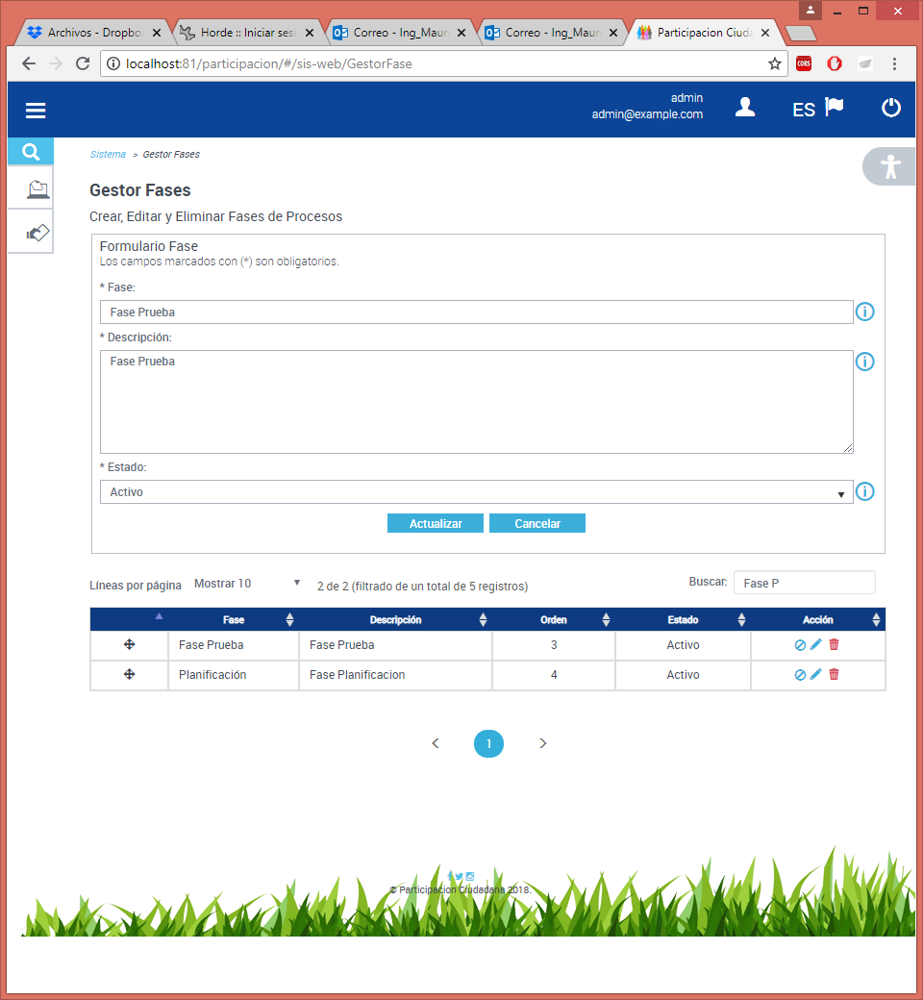 Archivos - Dropbo
Horde :: Iniciar ses
Correo - Ing_Mau
Correo - Ing_Mau
Participacion Ciuda
localhost:81/participacion/#/sis-web/GestorFase
CORS
admin
admin@example.com
ES
Sistema > Gestor Fases
Gestor Fases
Crear, Editar y Eliminar Fases de Procesos
Formulario Fase
Los campos marcados con (*) son obligatorios.
* Fase:
Fase Prueba
* Descripción:
Fase Prueba
* Estado:
Activo
Actualizar Cancelar
Líneas por página Mostrar 10 2 de 2 (filtrado de un total de 5 registros) Buscar: Fase P
Fase Descripción Orden Estado Acción
Fase Prueba Fase Prueba 3 Activo
Planificación Fase Planificacion 4 Activo
< 1 >
© Participacion Ciudadana 2018.